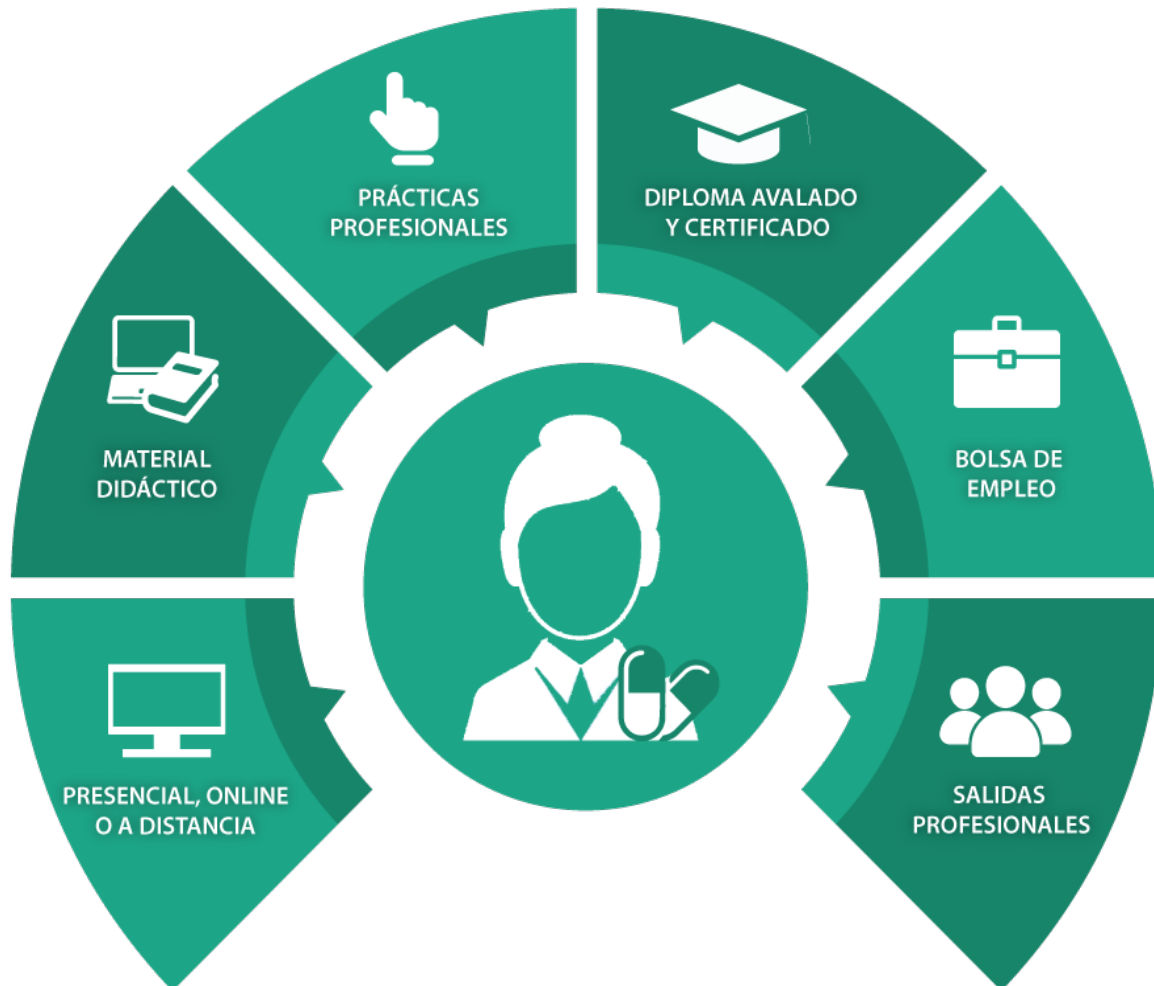 PRÁCTICAS
PROFESIONALES
DIPLOMA AVALADO
Y CERTIFICADO
MATERIAL
DIDÁCTICO
BOLSA DE
EMPLEO
PRESENCIAL, ONLINE
O A DISTANCIA
SALIDAS
PROFESIONALES